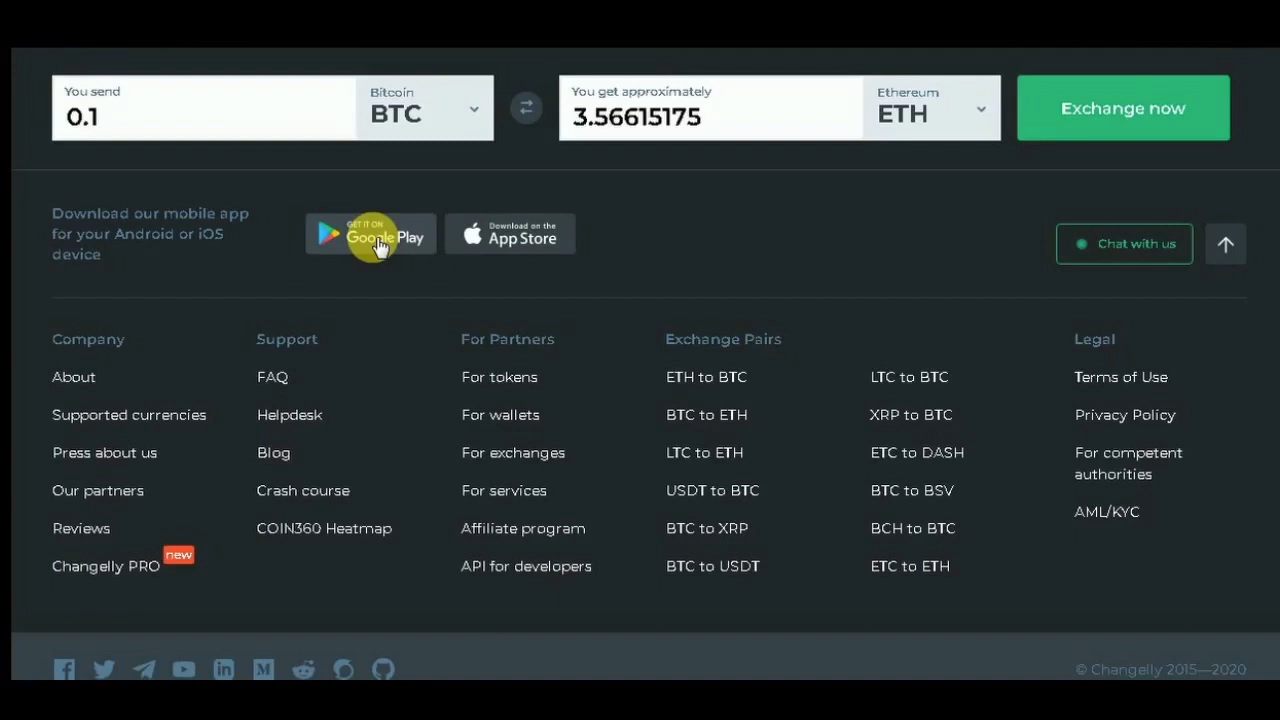 You send
0.1
Bitcoin
BTC
You get approximately
3.56615175
Ethereum
ETH
Exchange now
Download our mobile app
for your Android or iOS
device
GET IT ON
Google Play
Download on the
App Store
Chat with us
Company
About
Supported currencies
Press about us
Our partners
Reviews
Changelly PRO new
Support
FAQ
Helpdesk
Blog
Crash course
COIN360 Heatmap
For Partners
For tokens
For wallets
For exchanges
For services
Affiliate program
API for developers
Exchange Pairs
ETH to BTC
BTC to ETH
LTC to ETH
USDT to BTC
BTC to XRP
BTC to USDT
LTC to BTC
XRP to BTC
ETC to DASH
BTC to BSV
BCH to BTC
ETC to ETH
Legal
Terms of Use
Privacy Policy
For competent
authorities
AML/KYC
© Changelly 2015—2020